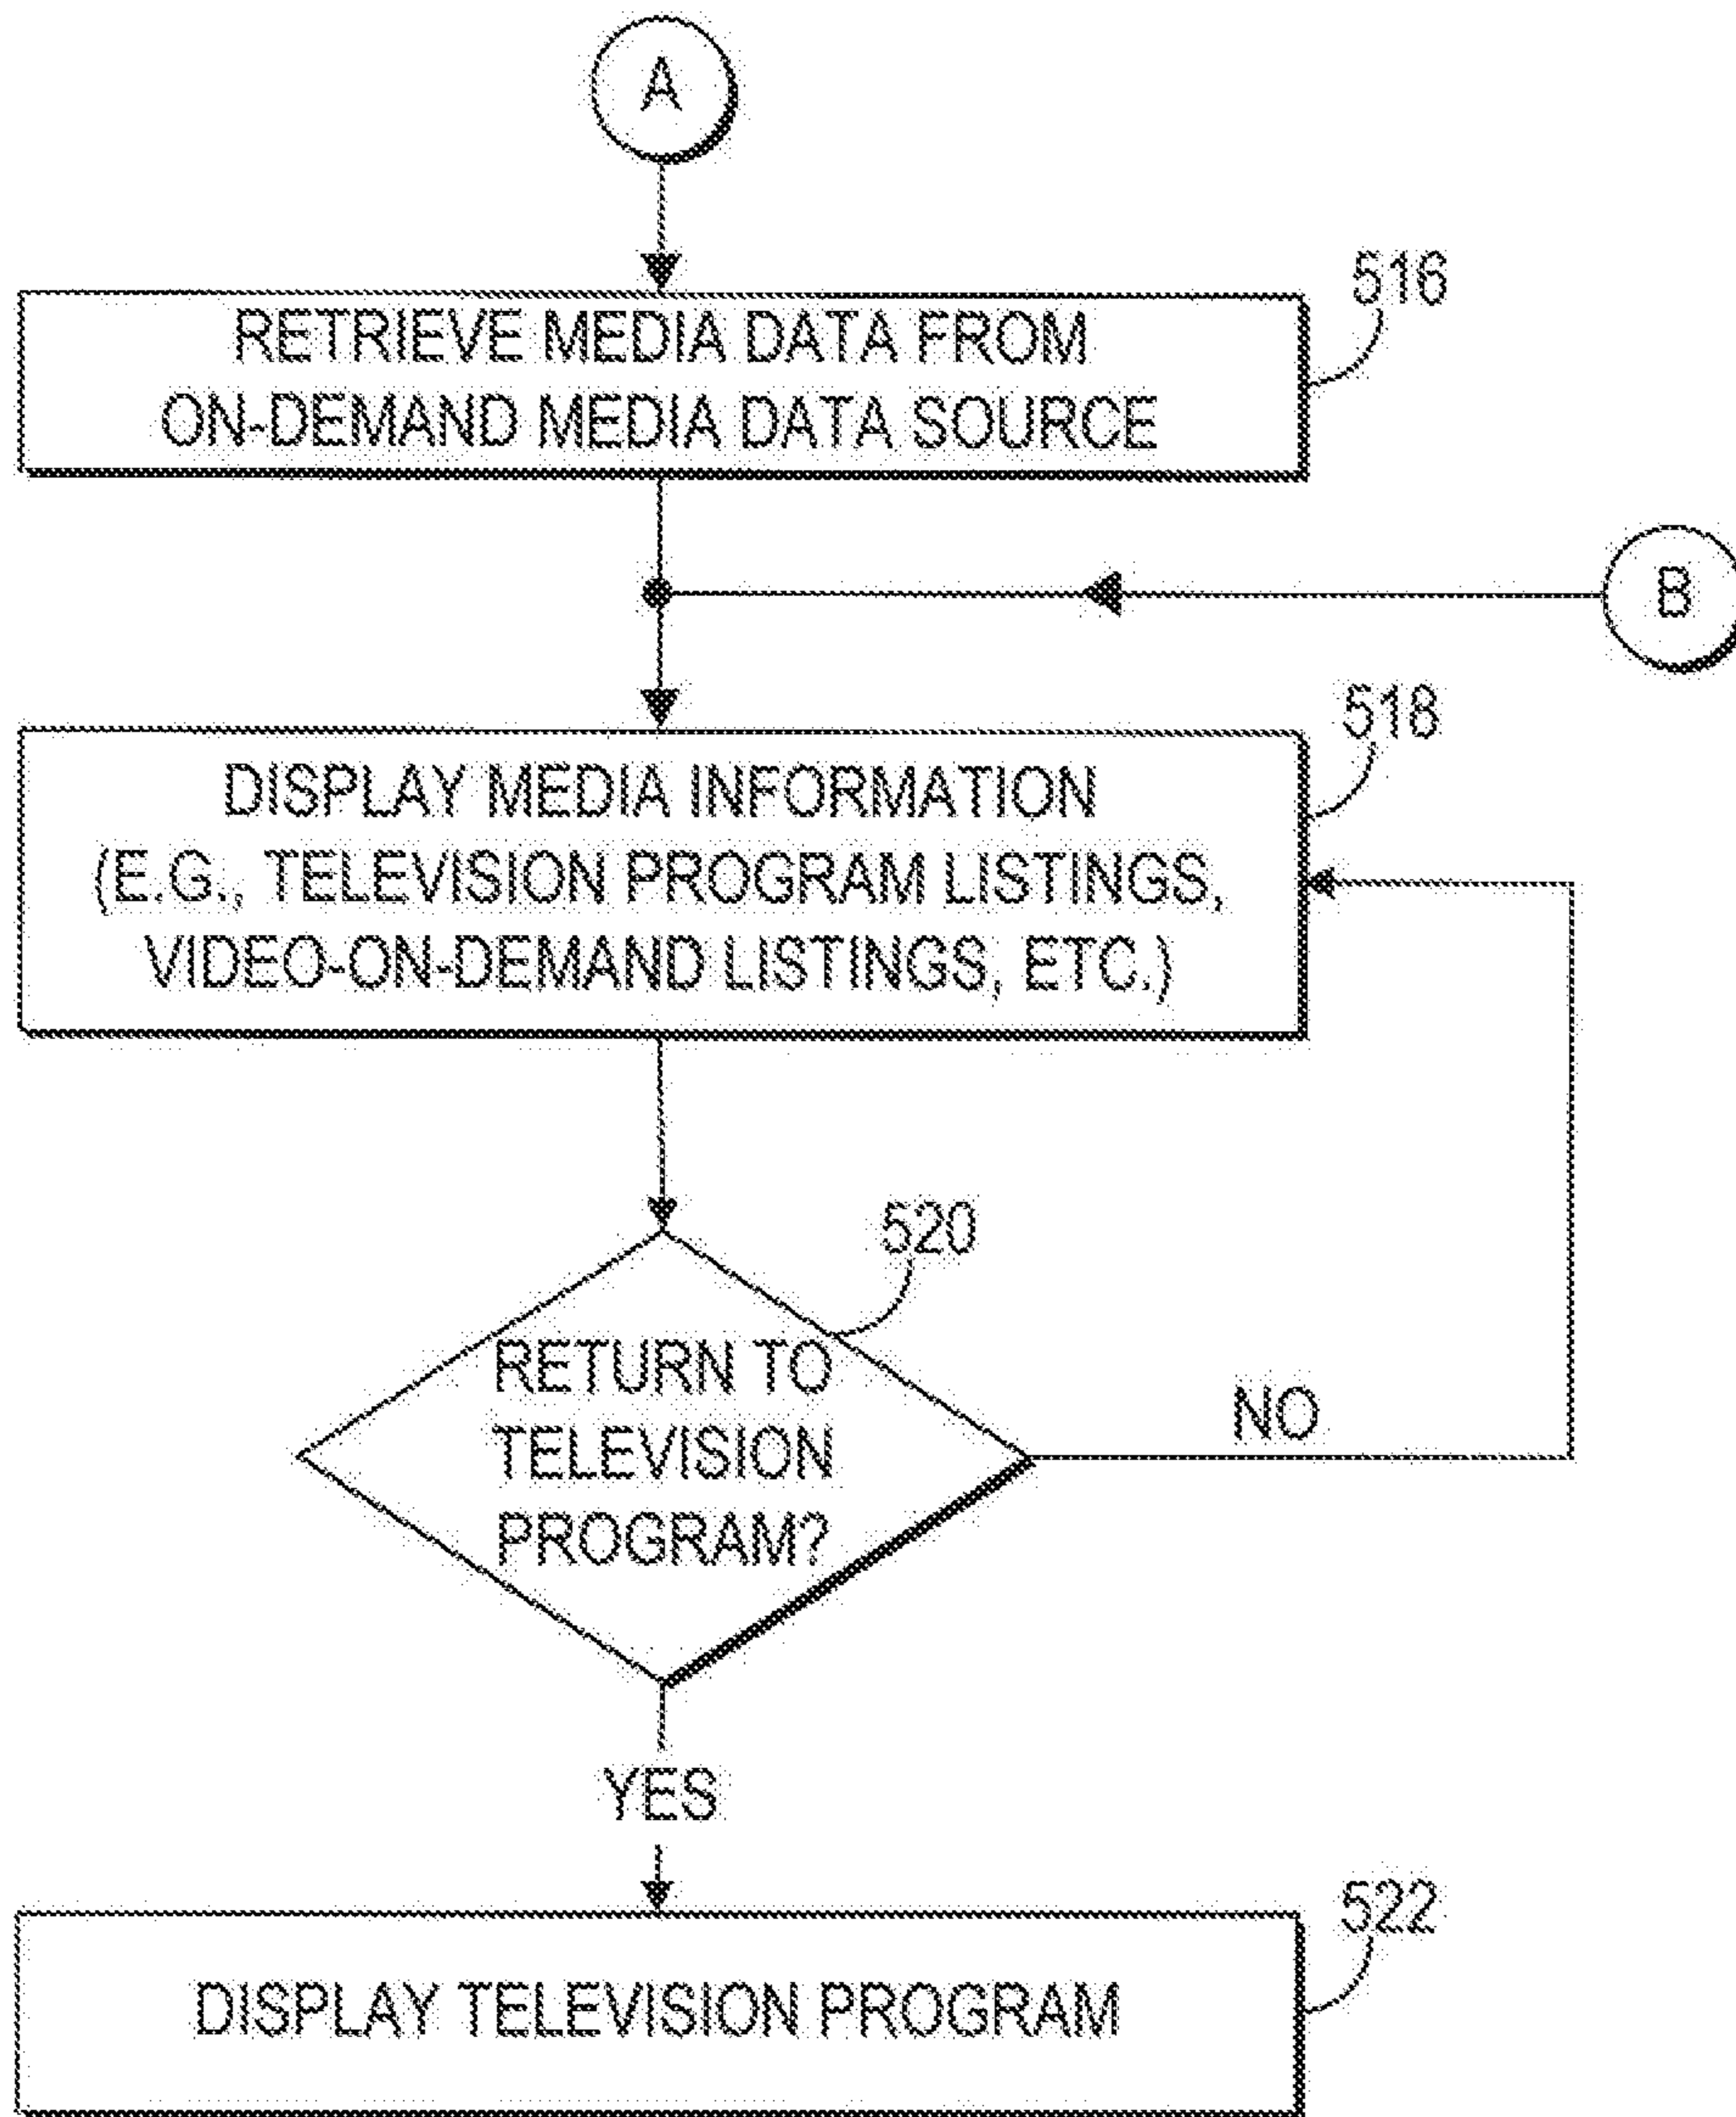 A
516
RETRIEVE MEDIA DATA FROM
ON-DEMAND MEDIA DATA SOURCE
B
518
DISPLAY MEDIA INFORMATION
(E.G., TELEVISION PROGRAM LISTINGS,
VIDEO-ON-DEMAND LISTINGS, ETC.)
520
RETURN TO
TELEVISION
PROGRAM?
NO
YES
522
DISPLAY TELEVISION PROGRAM